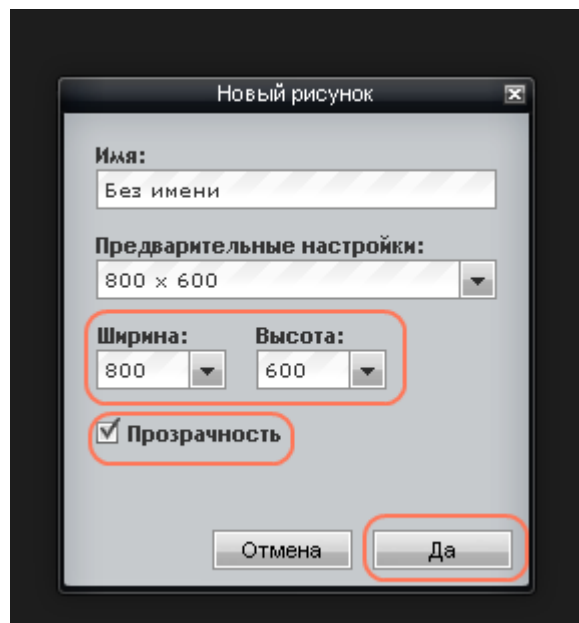 Новый рисунок
Имя:
Без имени
Предварительные настройки:
800 x 600
Ширина: Высота:
800 600
Прозрачность
Отмена Да